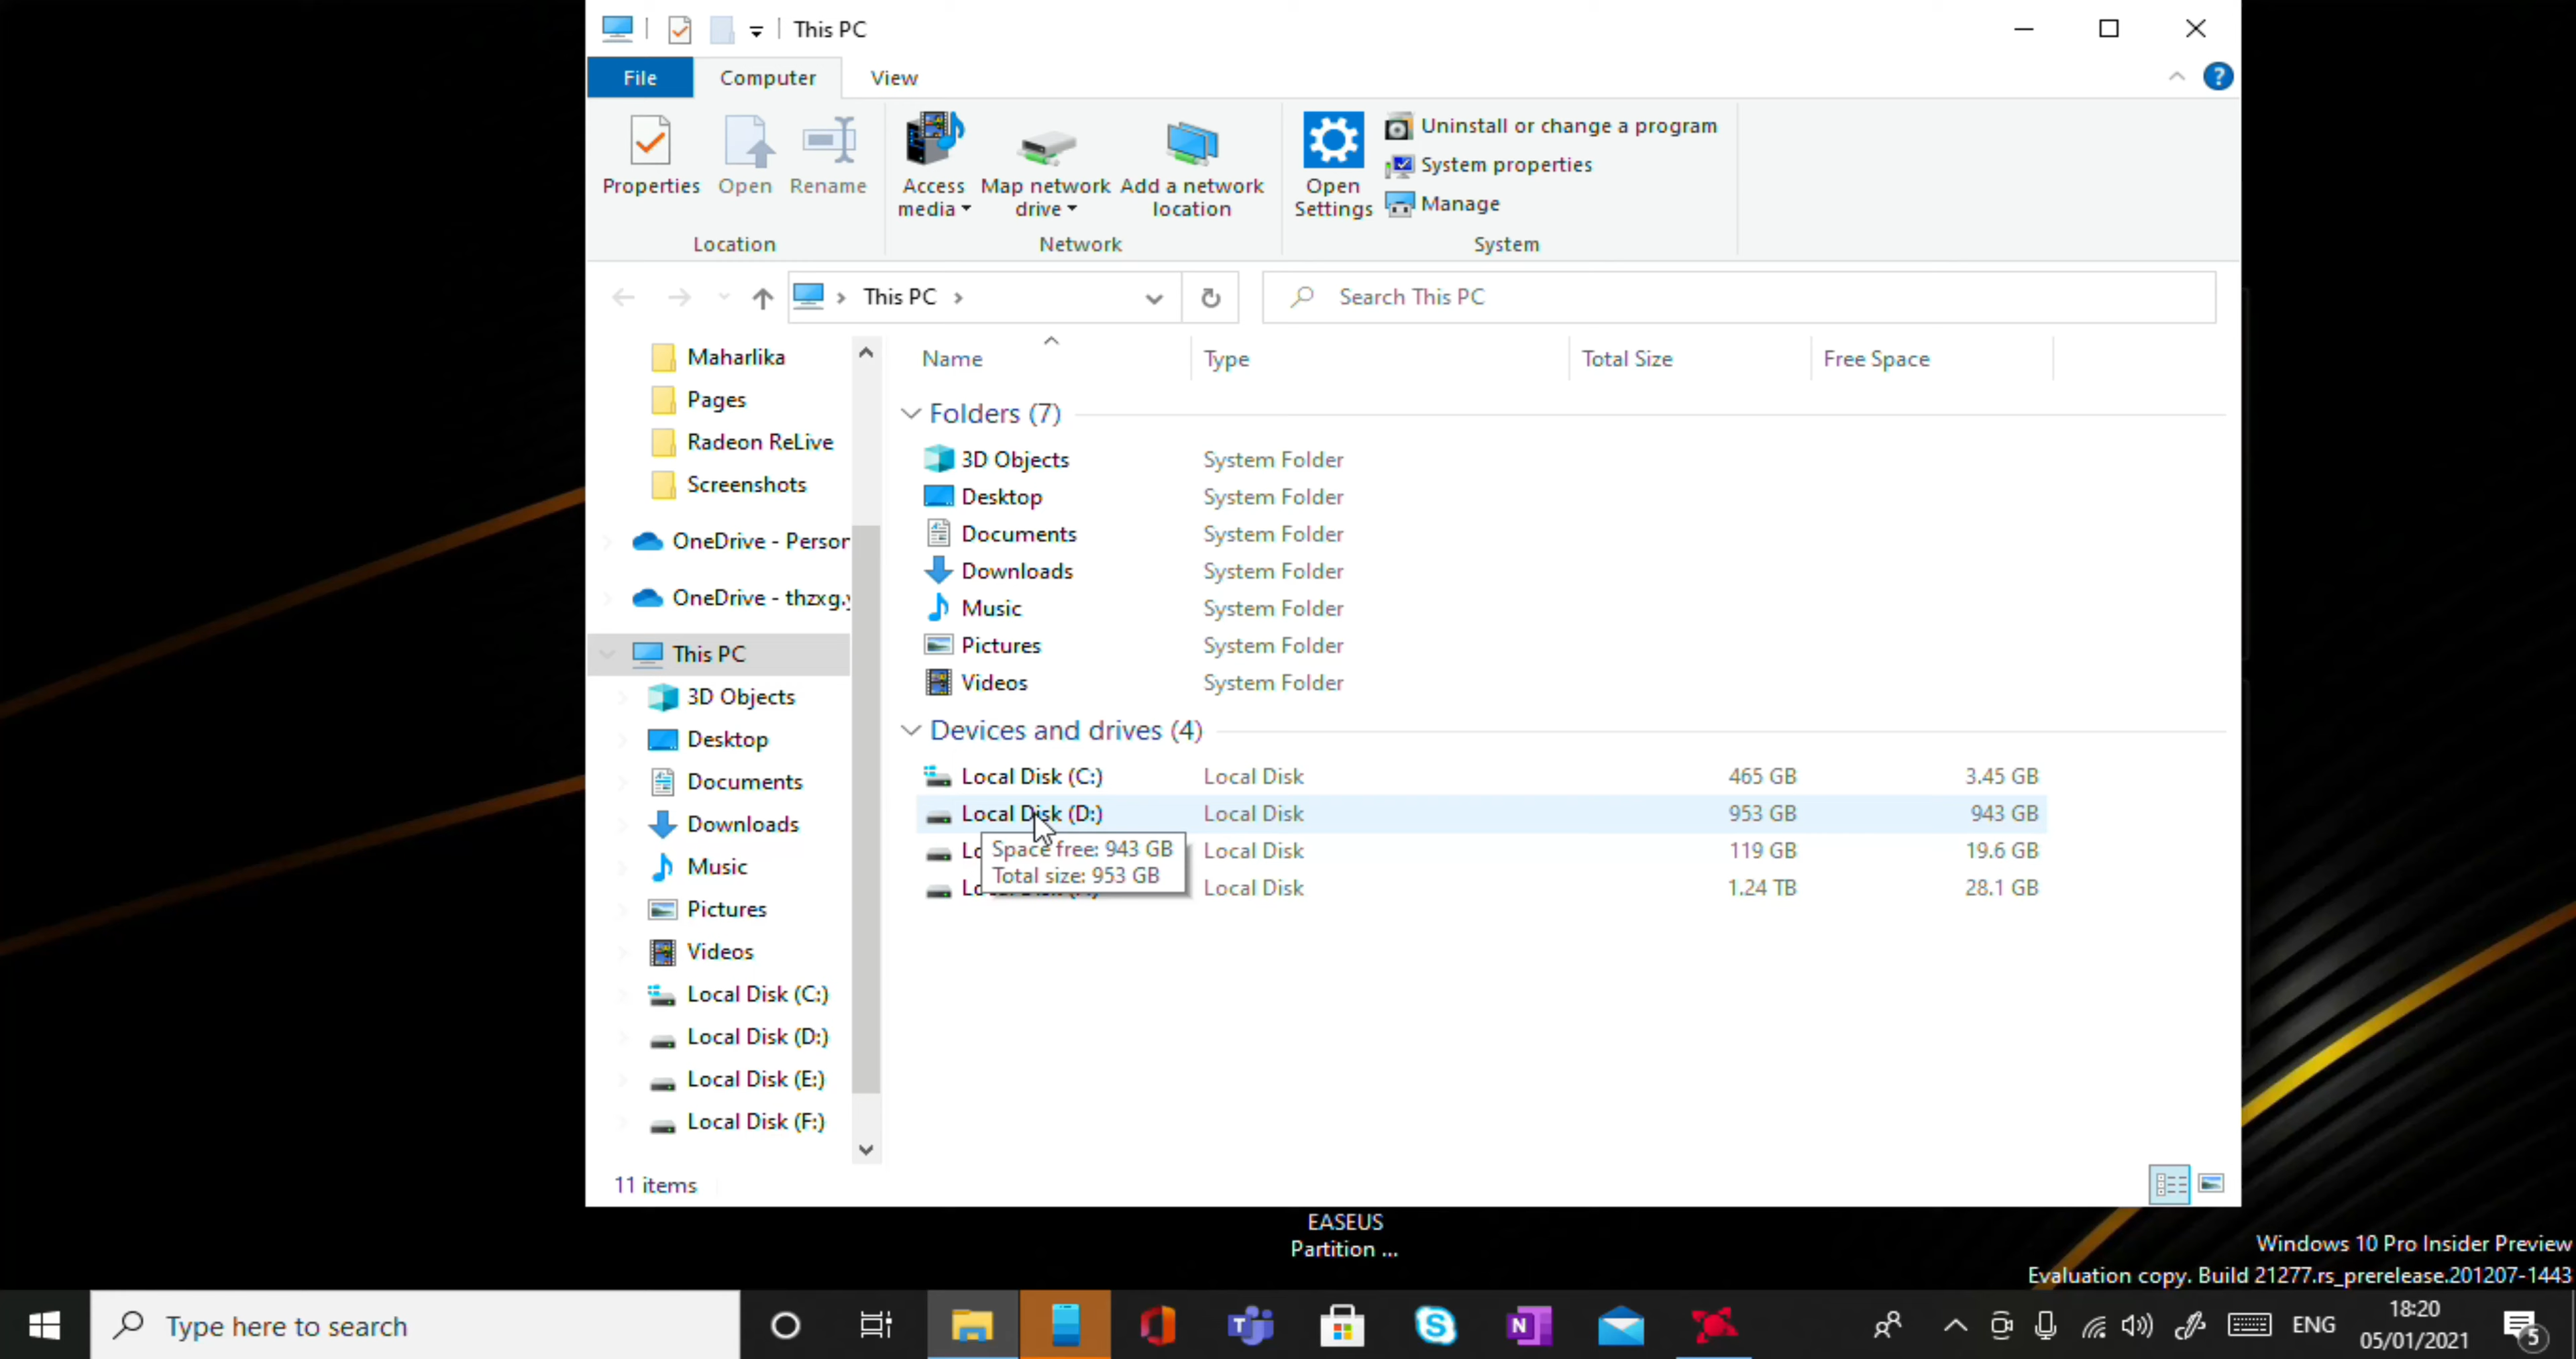 This PC
File Computer View
Properties Open Rename
Access media
Map network drive
Add a network location
Open Settings
Uninstall or change a program
System properties
Manage
Location Network System
This PC
Search This PC
Maharlika
Pages
Radeon ReLive
Screenshots
OneDrive - Person
OneDrive - thzxg.y
This PC
3D Objects
Desktop
Documents
Downloads
Music
Pictures
Videos
Local Disk (C:)
Local Disk (D:)
Local Disk (E:)
Local Disk (F:)
Name Type Total Size Free Space
Folders (7)
3D Objects System Folder
Desktop System Folder
Documents System Folder
Downloads System Folder
Music System Folder
Pictures System Folder
Videos System Folder
Devices and drives (4)
Local Disk (C:) Local Disk 465 GB 3.45 GB
Local Disk (D:) Local Disk 953 GB 943 GB
Local Disk 119 GB 19.6 GB
Local Disk 1.24 TB 28.1 GB
Space free: 943 GB
Total size: 953 GB
11 items
EASEUS
Partition ...
Windows 10 Pro Insider Preview
Evaluation copy. Build 21277.rs_prerelease.201207-1443
Type here to search
ENG
18:20
05/01/2021
5